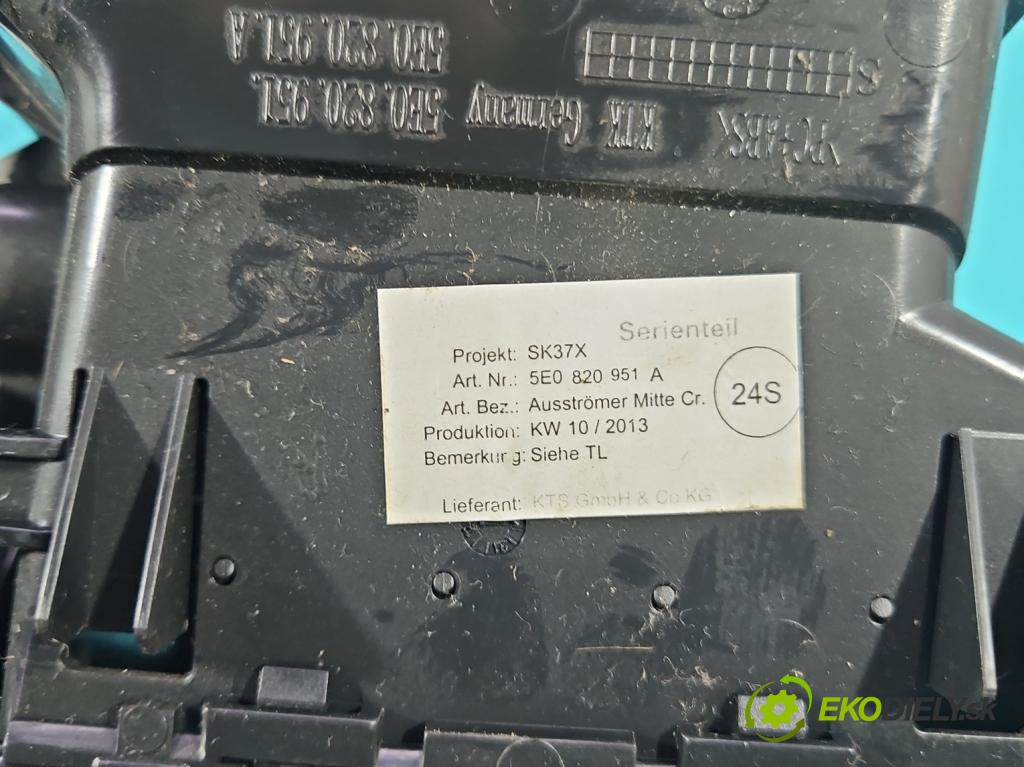 5E0.820.951.A
KTK Germany 5E0.820.951.
>PC+ABS<
Serienteil
Projekt: SK37X
Art. Nr.: 5E0 820 951 A
Art. Bez.: Ausströmer Mitte Cr.
24S
Produktion: KW 10 / 2013
Bemerkung: Siehe TL
Lieferant: KTS GmbH & Co KG
EKODIELY.sk